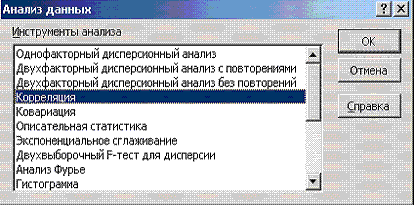 Анализ данных
Инструменты анализа
Однофакторный дисперсионный анализ
Двухфакторный дисперсионный анализ с повторениями
Двухфакторный дисперсионный анализ без повторений
Корреляция
Ковариация
Описательная статистика
Экспоненциальное сглаживание
Двухвыборочный F-тест для дисперсии
Анализ Фурье
Гистограмма
ОК
Отмена
Справка